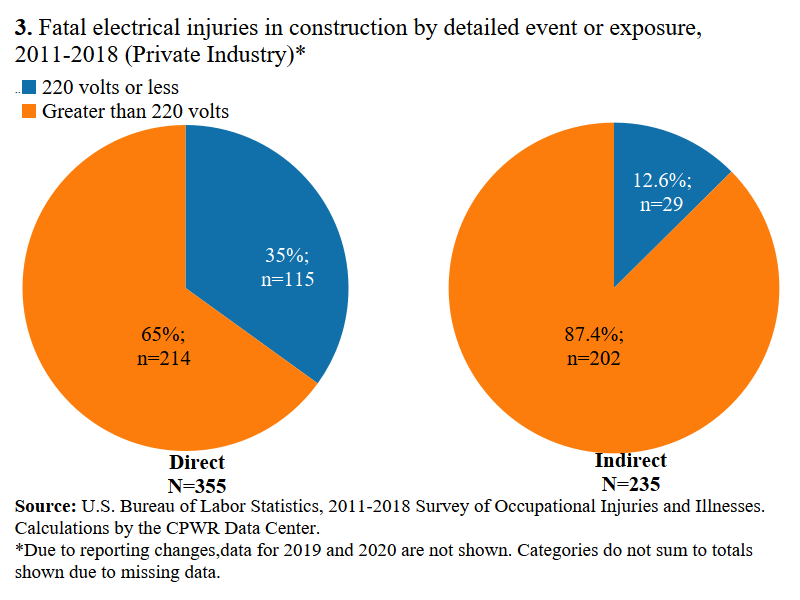 3. Fatal electrical injuries in construction by detailed event or exposure,
2011-2018 (Private Industry)*
220 volts or less
Greater than 220 volts
35%;
n=115
65%;
n=214
Direct
N=355
12.6%;
n=29
87.4%;
n=202
Indirect
N=235
Source: U.S. Bureau of Labor Statistics, 2011-2018 Survey of Occupational Injuries and Illnesses.
Calculations by the CPWR Data Center.
*Due to reporting changes,data for 2019 and 2020 are not shown. Categories do not sum to totals
shown due to missing data.